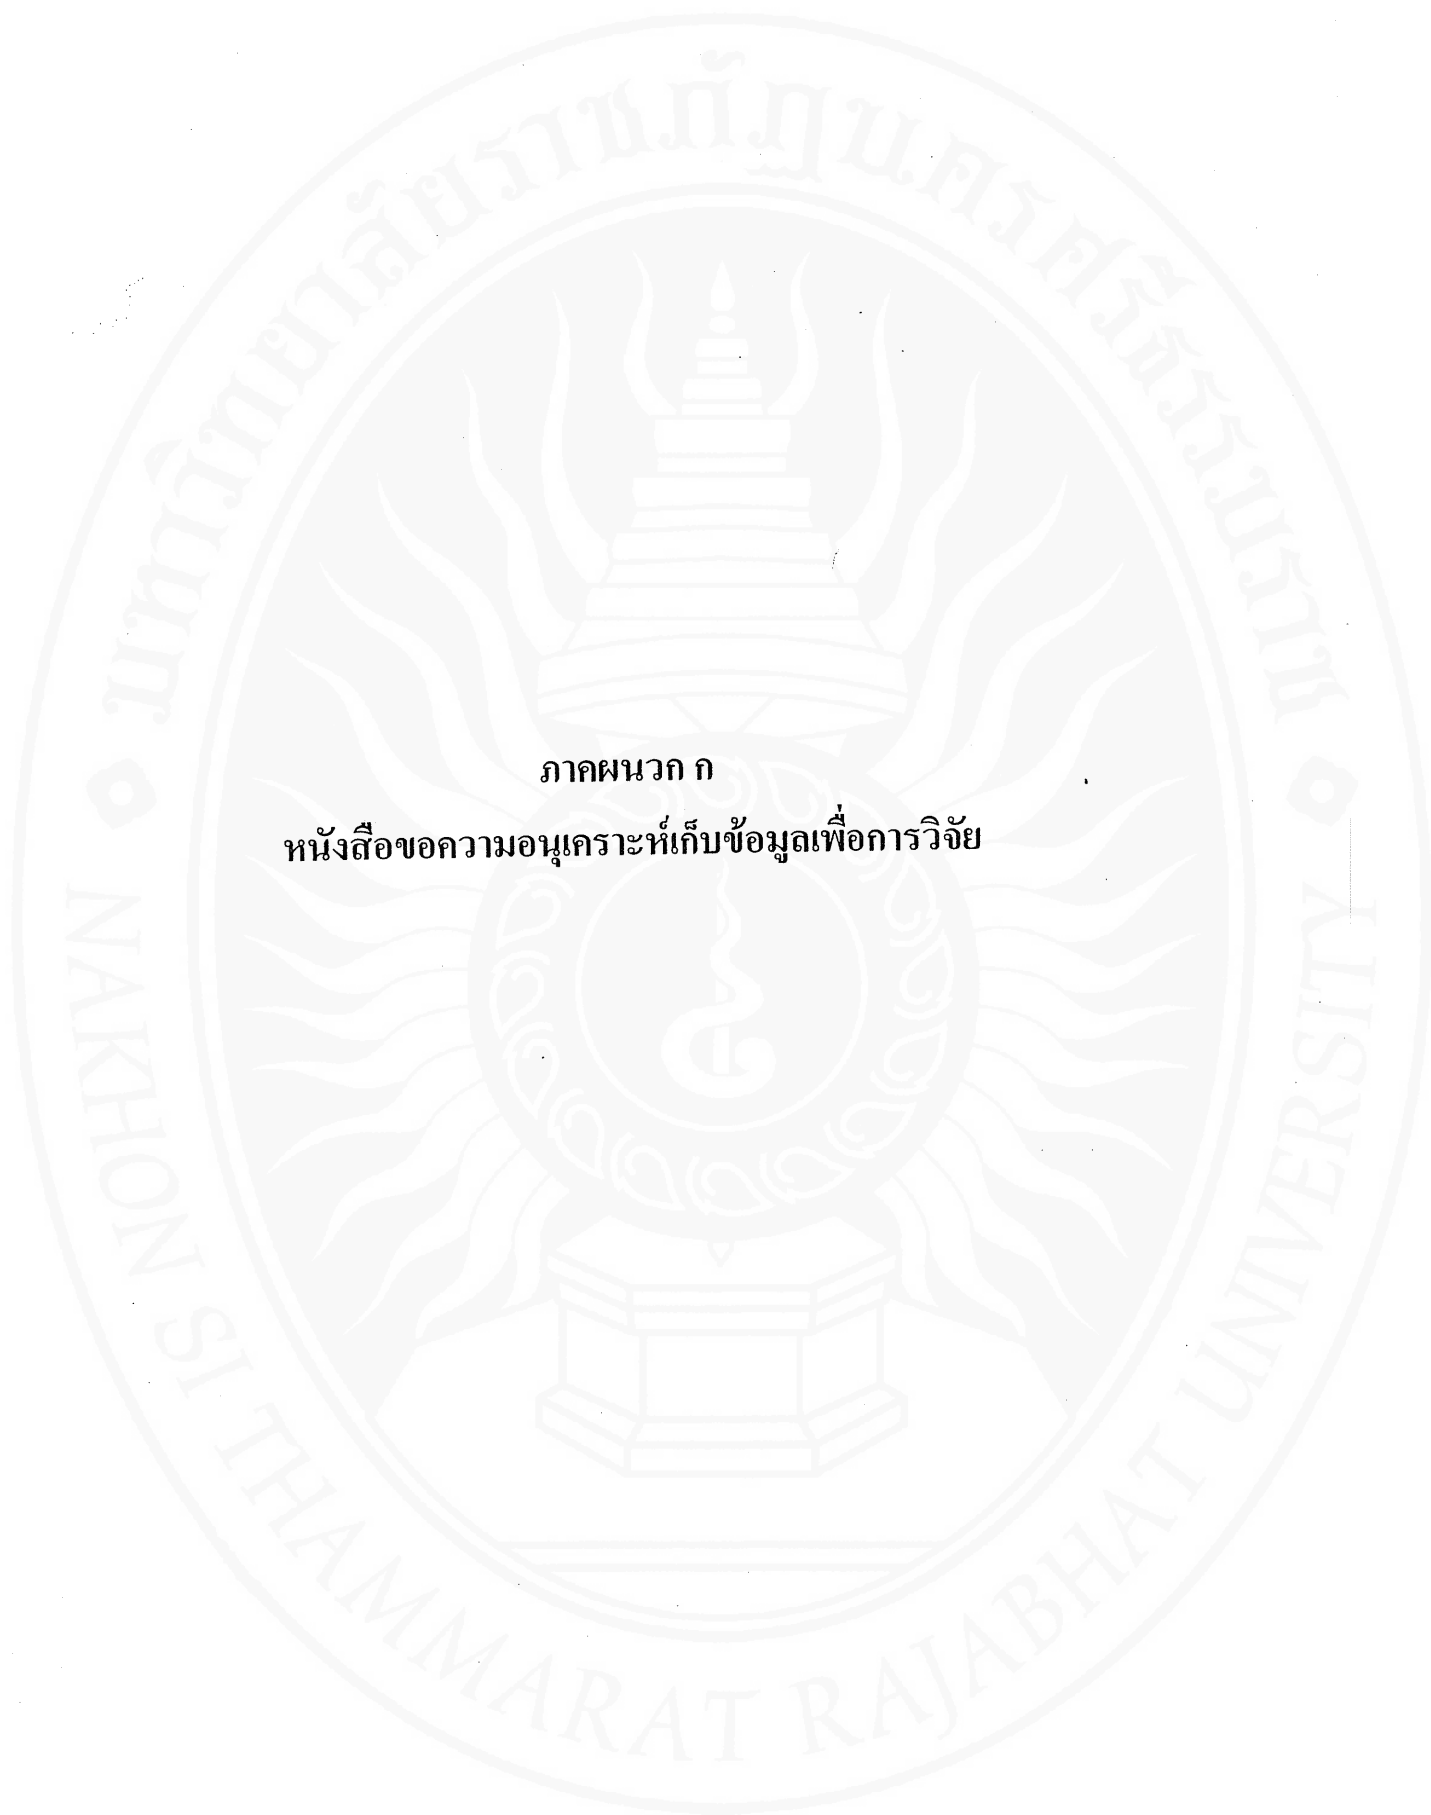 มหาวิทยาลัยราชภัฏนครศรีธรรมราช
ภาคผนวก ก
หนังสือขอความอนุเคราะห์เก็บข้อมูลเพื่อการวิจัย
NAKHON SI THAMMARAT RAJABHAT UNIVERSITY